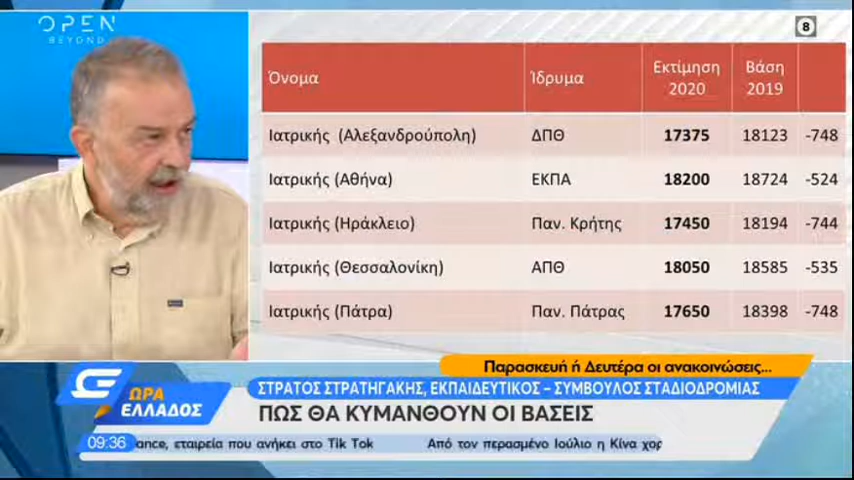 OPEN
BEYOND
8
Όνομα Ίδρυμα Εκτίμηση 2020 Βάση 2019
Ιατρικής (Αλεξανδρούπολη) ΔΠΘ 17375 18123 -748
Ιατρικής (Αθήνα) ΕΚΠΑ 18200 18724 -524
Ιατρικής (Ηράκλειο) Παν. Κρήτης 17450 18194 -744
Ιατρικής (Θεσσαλονίκη) ΑΠΘ 18050 18585 -535
Ιατρικής (Πάτρα) Παν. Πάτρας 17650 18398 -748
Παρασκευή ή Δευτέρα οι ανακοινώσεις...
ΩΡΑ
ΕΛΛΑΔΟΣ
ΣΤΡΑΤΟΣ ΣΤΡΑΤΗΓΑΚΗΣ, ΕΚΠΑΙΔΕΥΤΙΚΟΣ – ΣΥΜΒΟΥΛΟΣ ΣΤΑΔΙΟΔΡΟΜΙΑΣ
ΠΩΣ ΘΑ ΚΥΜΑΝΘΟΥΝ ΟΙ ΒΑΣΕΙΣ
09:36 ance, εταιρεία που ανήκει στο Tik Tok Από τον περασμένο Ιούλιο η Κίνα χορ